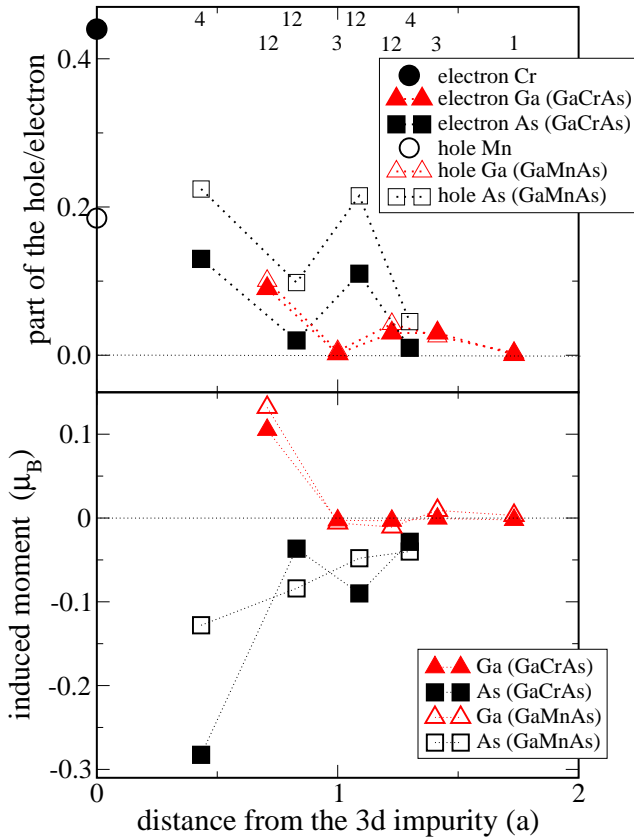 4 12 12 4
12 3 12 3 1
0.4
electron Cr
electron Ga (GaCrAs)
electron As (GaCrAs)
hole Mn
hole Ga (GaMnAs)
hole As (GaMnAs)
0.2
0.0
part of the hole/electron
0.1
0
-0.1
-0.2
-0.3
induced moment (μB)
Ga (GaCrAs)
As (GaCrAs)
Ga (GaMnAs)
As (GaMnAs)
0 1 2
distance from the 3d impurity (a)